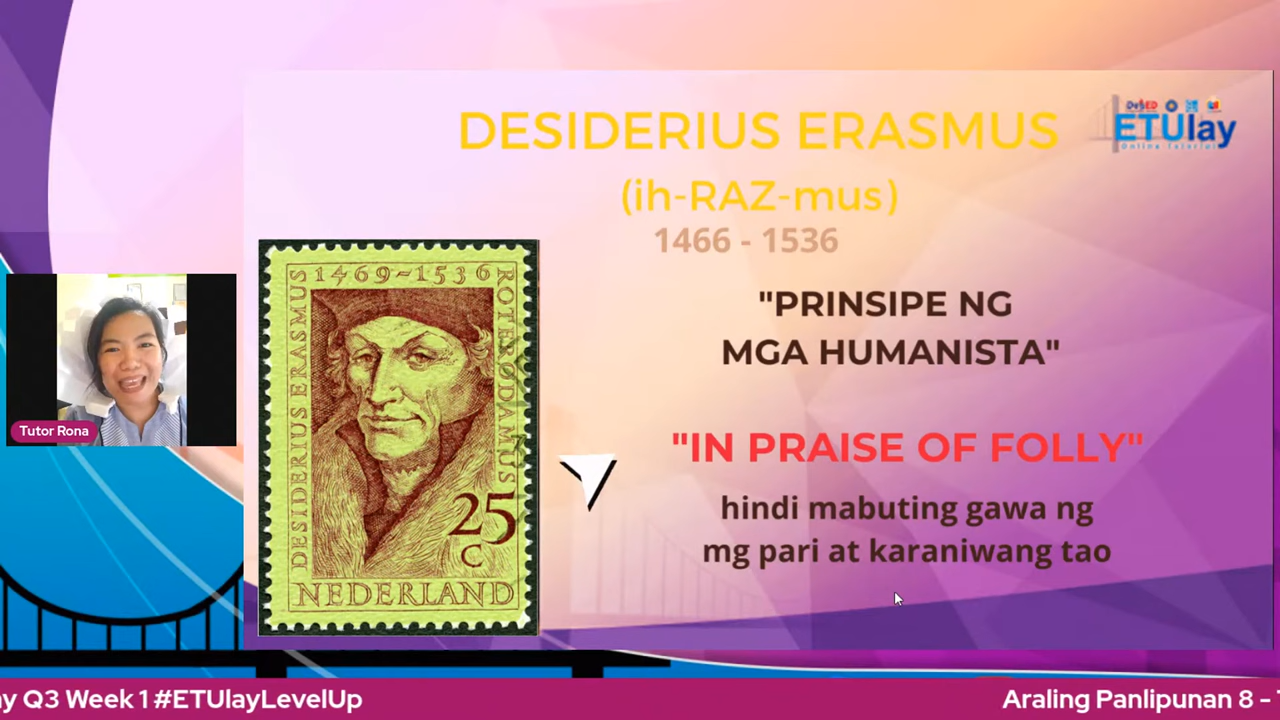 DESIDERIUS ERASMUS
(ih-RAZ-mus)
1466 - 1536
"PRINSIPE NG
MGA HUMANISTA"
"IN PRAISE OF FOLLY"
hindi mabuting gawa ng
mg pari at karaniwang tao
DepED
ETUlay
Online Tutorial
DESIDERIUS ERASMUS
1469-1536
ROTERODAMUS
25
C
NEDERLAND
Tutor Rona
Q3 Week 1 #ETUlayLevelUp
Araling Panlipunan 8 -